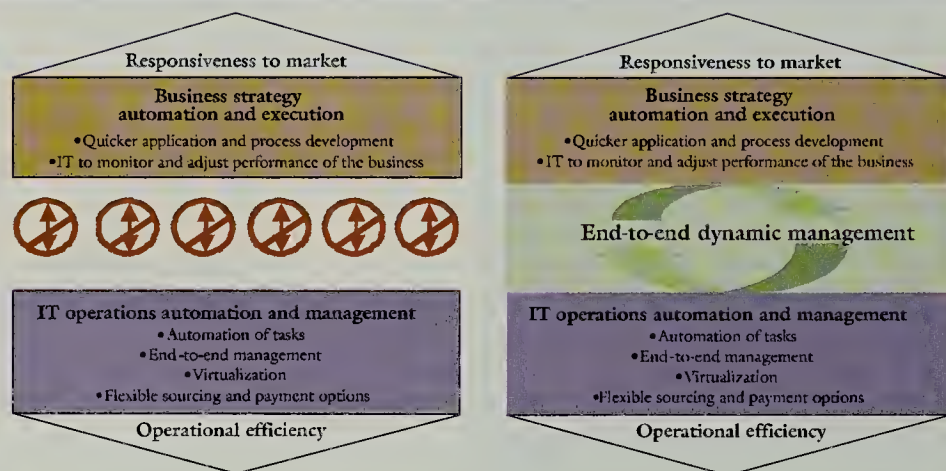 Responsiveness to market
Business strategy
automation and execution
•Quicker application and process development
•IT to monitor and adjust performance of the business
IT operations automation and management
•Automation of tasks
•End-to-end management
•Virtualization
•Flexible sourcing and payment options
Operational efficiency
Responsiveness to market
Business strategy
automation and execution
•Quicker application and process development
•IT to monitor and adjust performance of the business
End-to-end dynamic management
IT operations automation and management
•Automation of tasks
•End-to-end management
•Virtualization
•Flexible sourcing and payment options
Operational efficiency